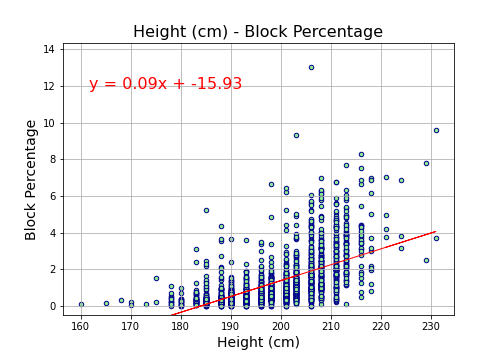 Height (cm) - Block Percentage
y = 0.09x + -15.93
14
12
10
8
6
4
2
0
Block Percentage
160 170 180 190 200 210 220 230
Height (cm)